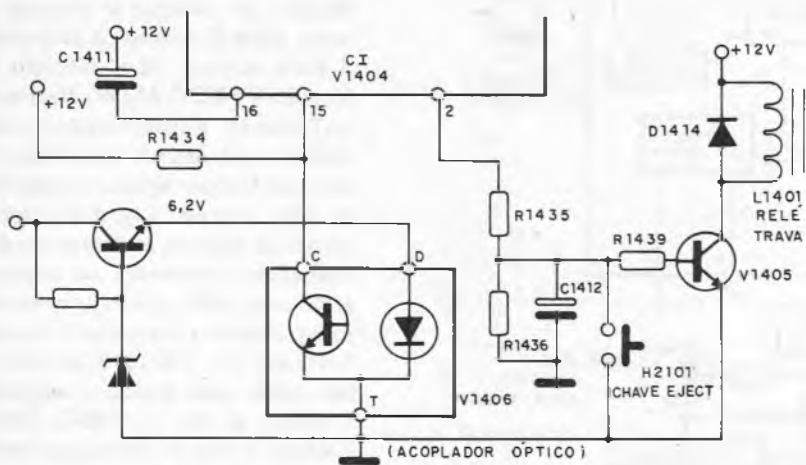 +12V
C1411
+12V
CI
V1404
16
15
2
+12V
D1414
L1401
RELÉ
TRAVA
R1434
6,2V
R1435
R1439
V1405
C
D
C1412
R1436
H2101
CHAVE EJECT
T
V1406
(ACOPLADOR ÓPTICO)